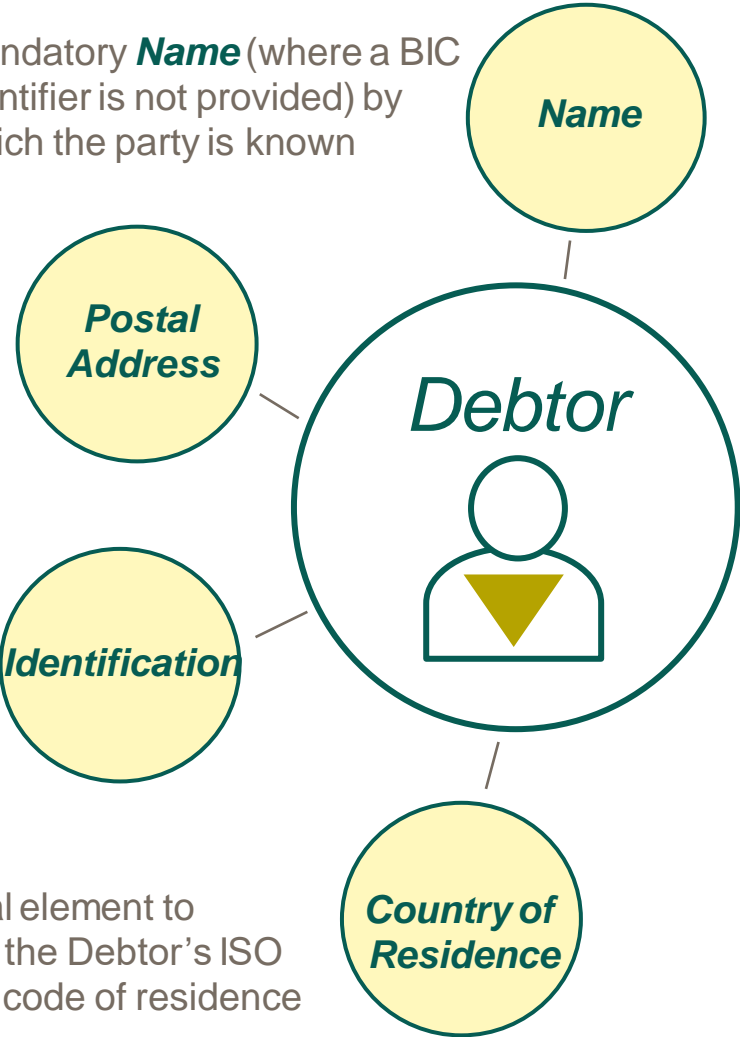 ndatory Name (where a BIC
ntifier is not provided) by
ich the party is known
Name
Postal
Address
Debtor
Identification
Country of
Residence
al element to
the Debtor’s ISO
code of residence